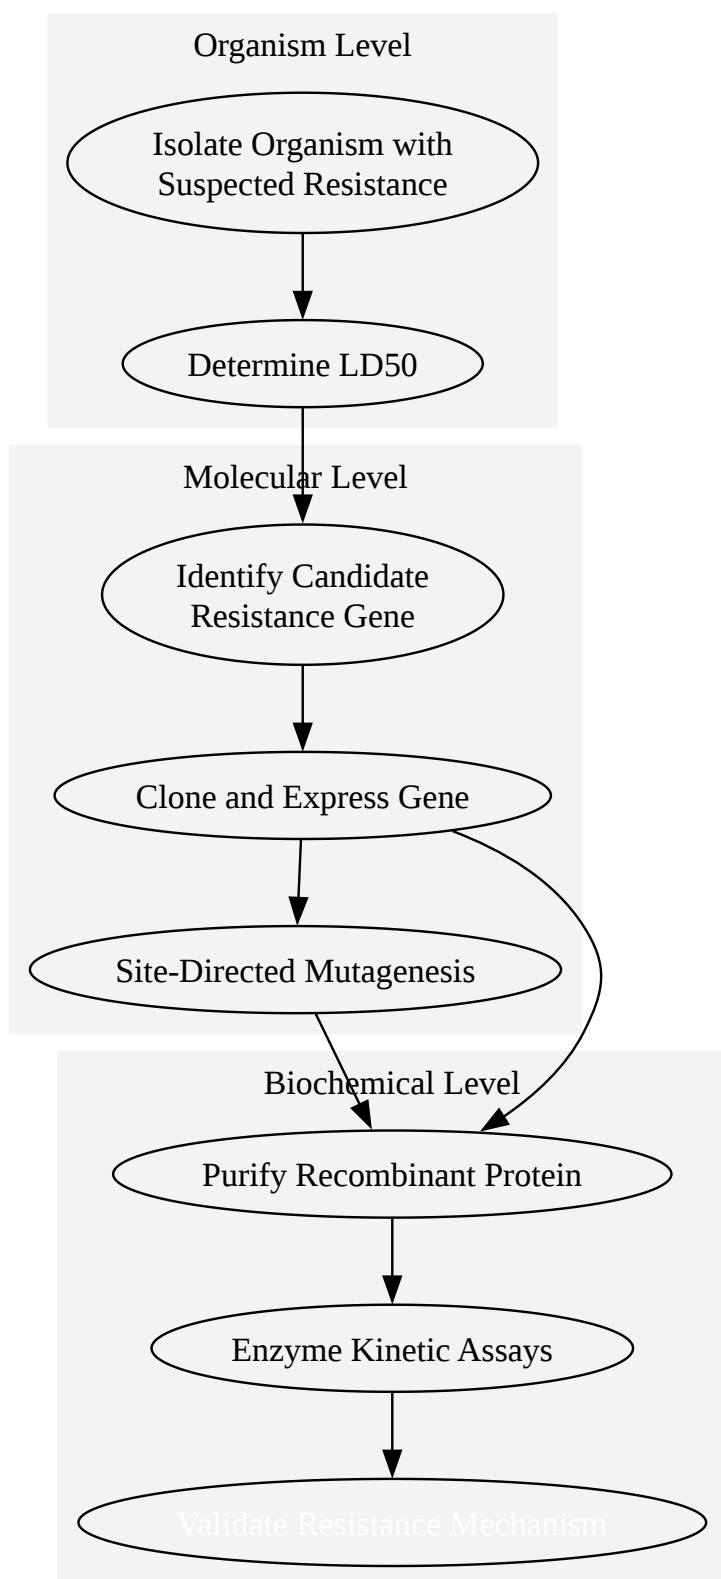 Organism Level
Isolate Organism with
Suspected Resistance
Determine LD50
Molecular Level
Identify Candidate
Resistance Gene
Clone and Express Gene
Site-Directed Mutagenesis
Biochemical Level
Purify Recombinant Protein
Enzyme Kinetic Assays
Validate Resistance Mechanism